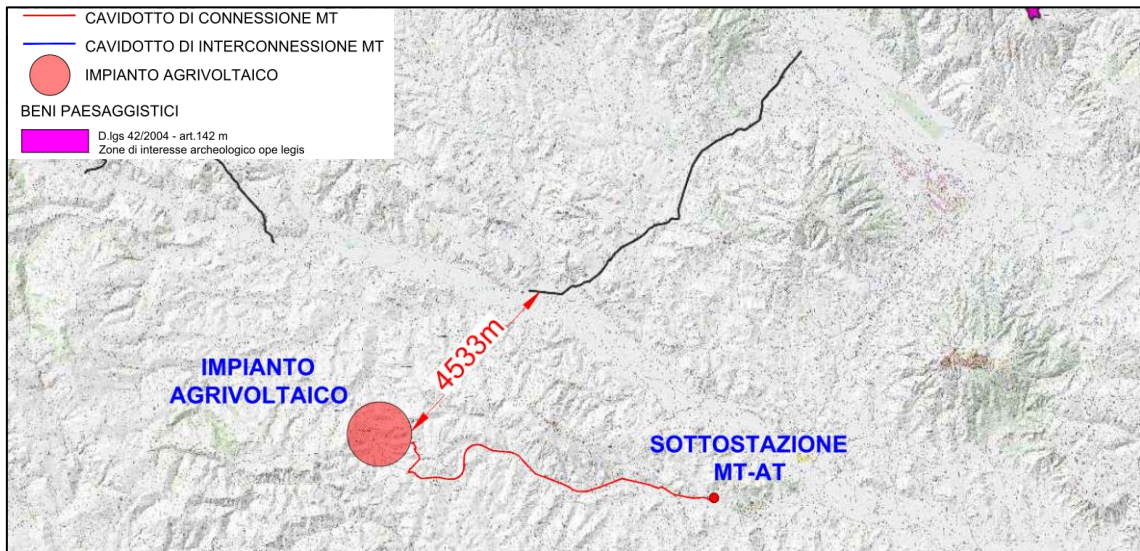 CAVIDOTTO DI CONNESSIONE MT
CAVIDOTTO DI INTERCONNESSIONE MT
IMPIANTO AGRIVOLTAICO
BENI PAESAGGISTICI
D.lgs 42/2004 - art.142 m
Zone di interesse archeologico ope legis
4533m
IMPIANTO
AGRIVOLTAICO
SOTTOSTAZIONE
MT-AT